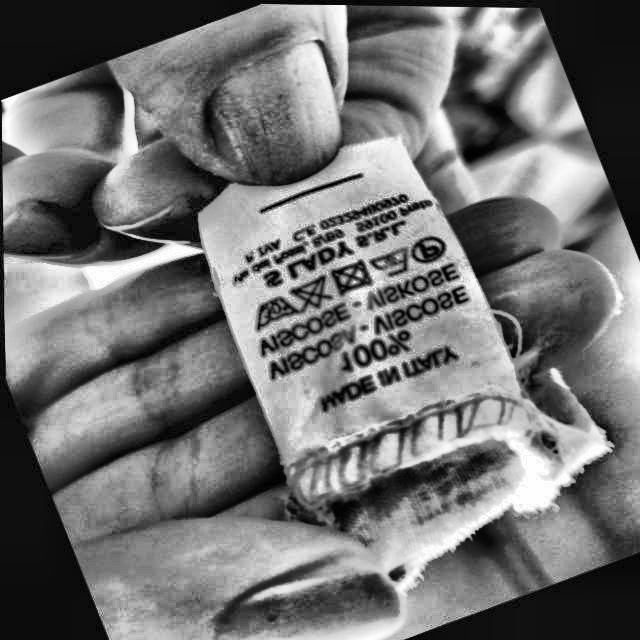 MADE IN ITALY
100%
VISCOSA - VISCOSE
VISCOSE - VISKOSE
P
S LADY S.R.L.